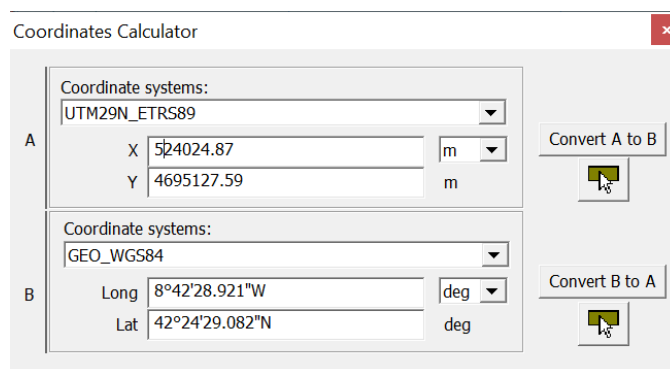 Coordinates Calculator
A
Coordinate systems:
UTM29N_ETRS89
X 524024.87 m
Y 4695127.59 m
Convert A to B
B
Coordinate systems:
GEO_WGS84
Long 8°42'28.921"W deg
Lat 42°24'29.082"N deg
Convert B to A